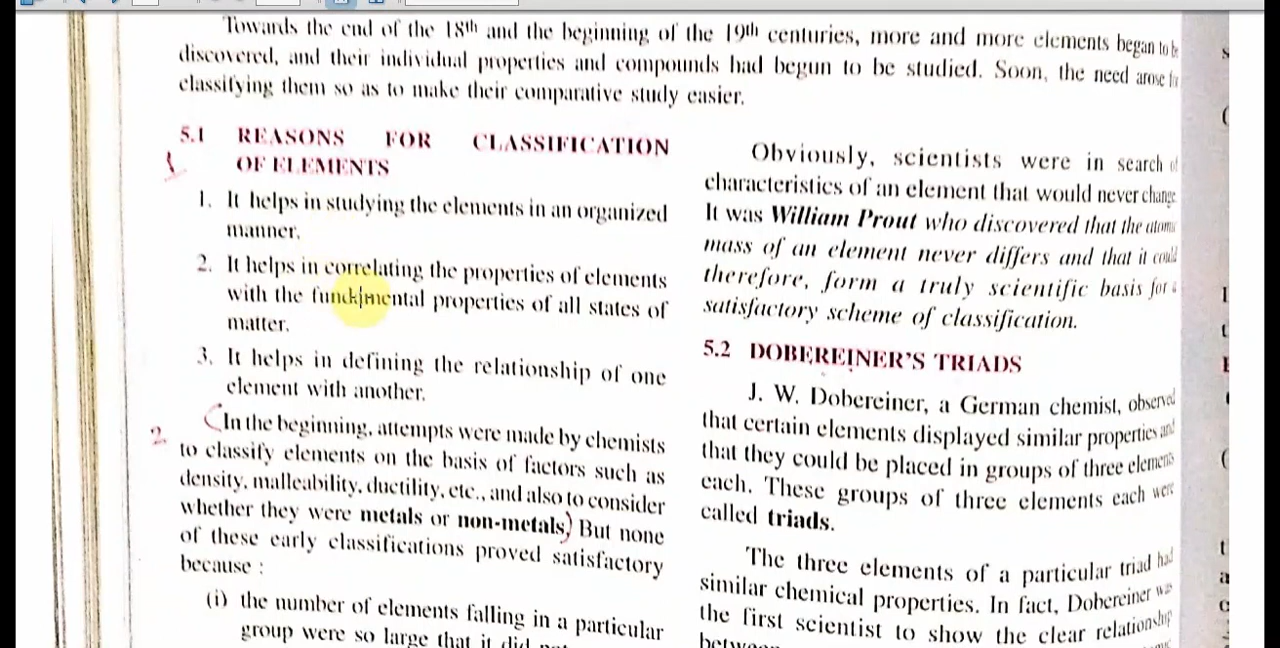 Towards the end of the 18th and the beginning of the 19th centuries, more and more elements began to be
discovered, and their individual properties and compounds had begun to be studied. Soon, the need arose for
classifying them so as to make their comparative study easier.
5.1 REASONS FOR CLASSIFICATION
OF ELEMENTS
1. It helps in studying the elements in an organized
manner.
2. It helps in correlating the properties of elements
with the fundamental properties of all states of
matter.
3. It helps in defining the relationship of one
element with another.
2
In the beginning, attempts were made by chemists
to classify elements on the basis of factors such as
density, malleability, ductility, etc., and also to consider
whether they were metals or non-metals. But none
of these early classifications proved satisfactory
because :
(i) the number of elements falling in a particular
group were so large that it did
Obviously, scientists were in search of
characteristics of an element that would never change.
It was William Prout who discovered that the atomic
mass of an element never differs and that it could
therefore, form a truly scientific basis for a
satisfactory scheme of classification.
5.2 DOBEREINER'S TRIADS
J. W. Dobereiner, a German chemist, observed
that certain elements displayed similar properties and
that they could be placed in groups of three elements
each. These groups of three elements each were
called triads.
The three elements of a particular triad had
similar chemical properties. In fact, Dobereiner was
the first scientist to show the clear relationship